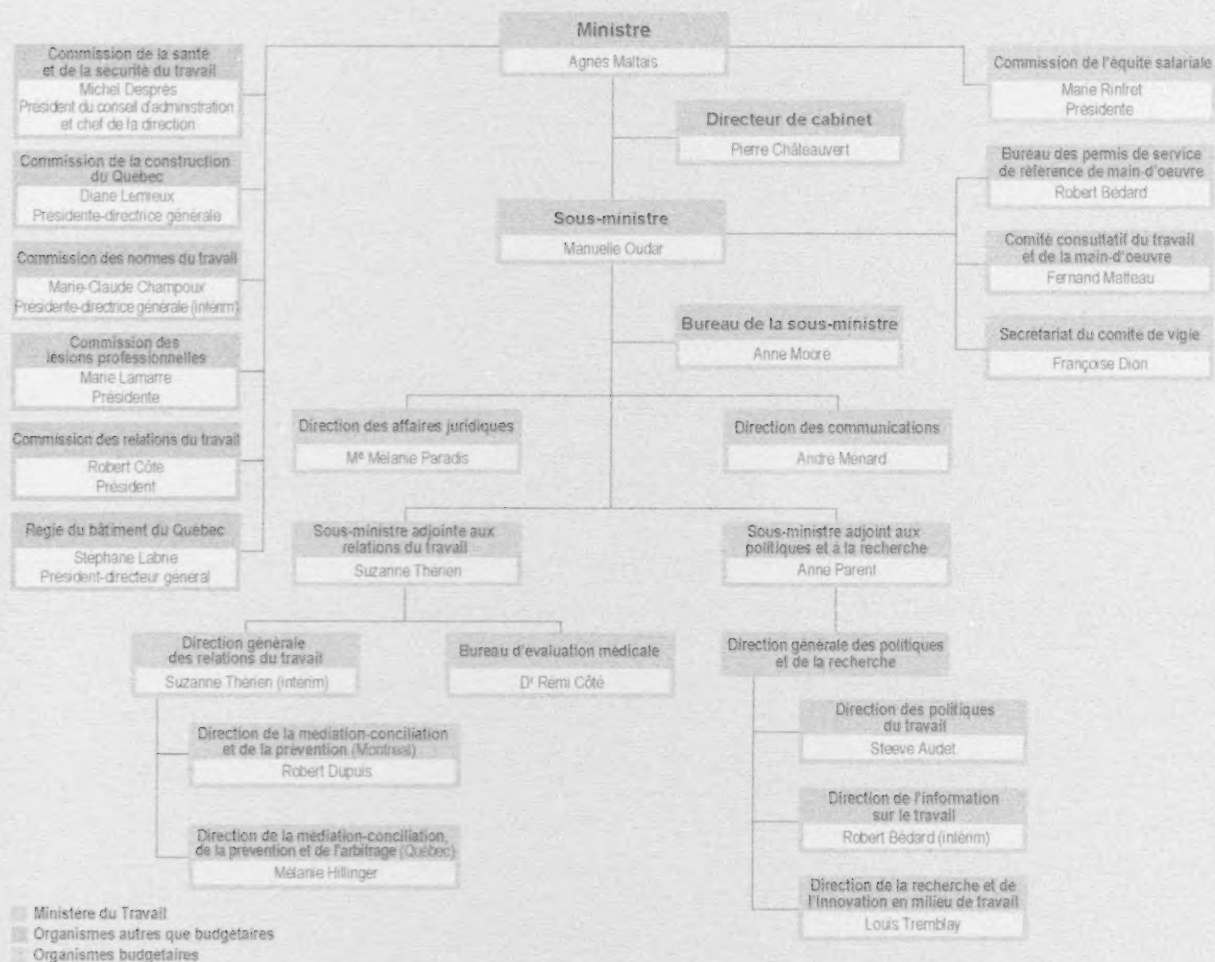 Ministre
Agnès Maltais
Commission de la santé
et de la sécurité du travail
Michel Després
Président du conseil d'administration
et chef de la direction
Commission de la construction
du Québec
Diane Lemieux
Présidente-directrice générale
Commission des normes du travail
Marie-Claude Champoux
Présidente-directrice générale (intérim)
Commission des
lésions professionnelles
Marie Lamarre
Présidente
Commission des relations du travail
Robert Côté
Président
Régie du bâtiment du Québec
Stéphane Labrie
Président-directeur général
Commission de l'équité salariale
Marie Rinfret
Présidente
Directeur de cabinet
Pierre Châteauvert
Sous-ministre
Manuelle Oudar
Bureau des permis de service
de référence de main-d'oeuvre
Robert Bédard
Comité consultatif du travail
et de la main-d'oeuvre
Fernand Matteau
Secrétariat du comité de vigie
Françoise Dion
Bureau de la sous-ministre
Anne Moore
Direction des affaires juridiques
Me Mélanie Paradis
Direction des communications
André Ménard
Sous-ministre adjointe aux
relations du travail
Suzanne Thérien
Sous-ministre adjoint aux
politiques et à la recherche
Anne Parent
Direction générale
des relations du travail
Suzanne Thérien (intérim)
Bureau d'évaluation médicale
Dr Rémi Côté
Direction générale des politiques
et de la recherche
Direction de la médiation-conciliation
et de la prévention (Montréal)
Robert Dupuis
Direction de la médiation-conciliation,
de la prévention et de l'arbitrage (Québec)
Mélanie Hillinger
Direction des politiques
du travail
Steeve Audet
Direction de l'information
sur le travail
Robert Bédard (intérim)
Direction de la recherche et de
l'innovation en milieu de travail
Louis Tremblay
Ministère du Travail
Organismes autres que budgétaires
Organismes budgétaires